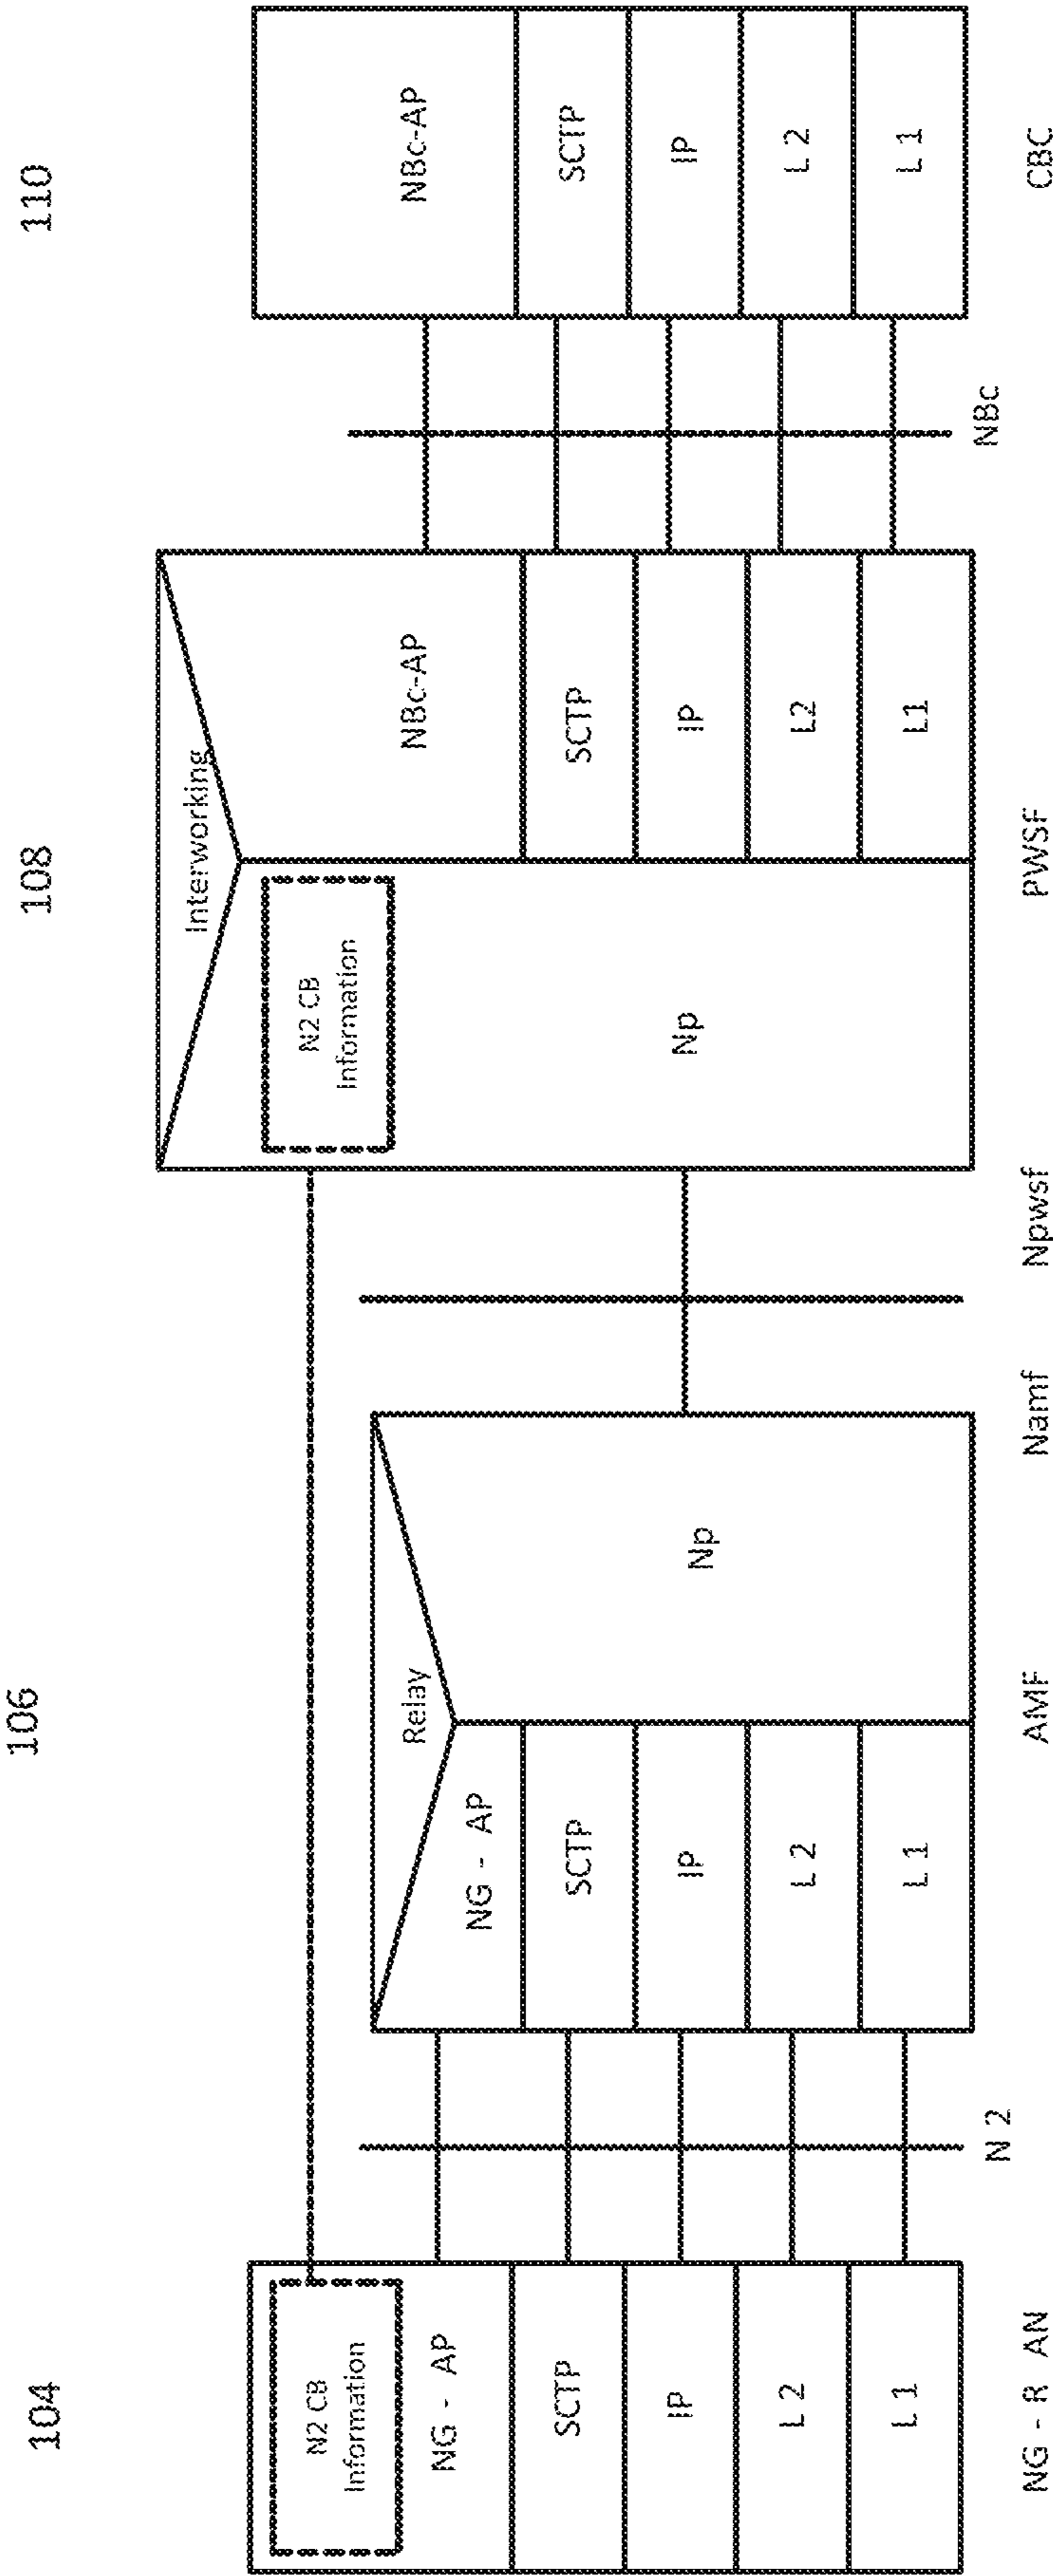 104
106
108
110
N2 CB
Information
NG - AP
SCTP
IP
L 2
L 1
NG - R AN
N 2
Relay
NG - AP
SCTP
IP
L 2
L 1
Np
AMF
Namf
Npwsf
Interworking
N2 CB
Information
Np
NBc-AP
SCTP
IP
L2
L1
PWSF
NBc
NBc-AP
SCTP
IP
L 2
L 1
CBC